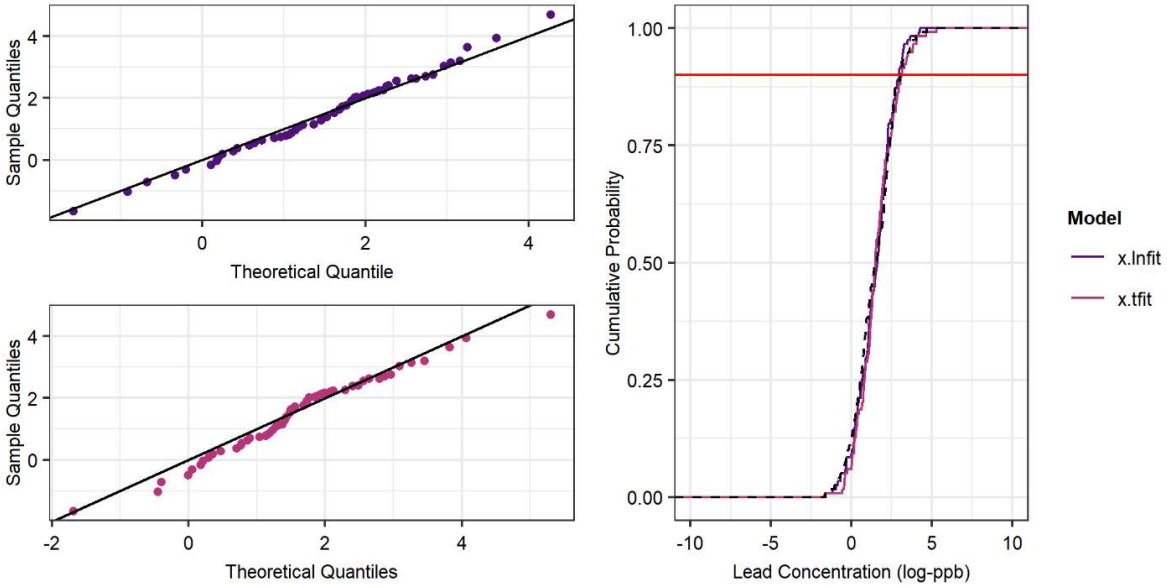 Sample Quantiles
4
2
0
0
2
4
Theoretical Quantile
Sample Quantiles
4
2
0
-2
0
2
4
Theoretical Quantiles
Cumulative Probability
1.00
0.75
0.50
0.25
0.00
-10
-5
0
5
10
Lead Concentration (log-ppb)
Model
x.lnfit
x.tfit